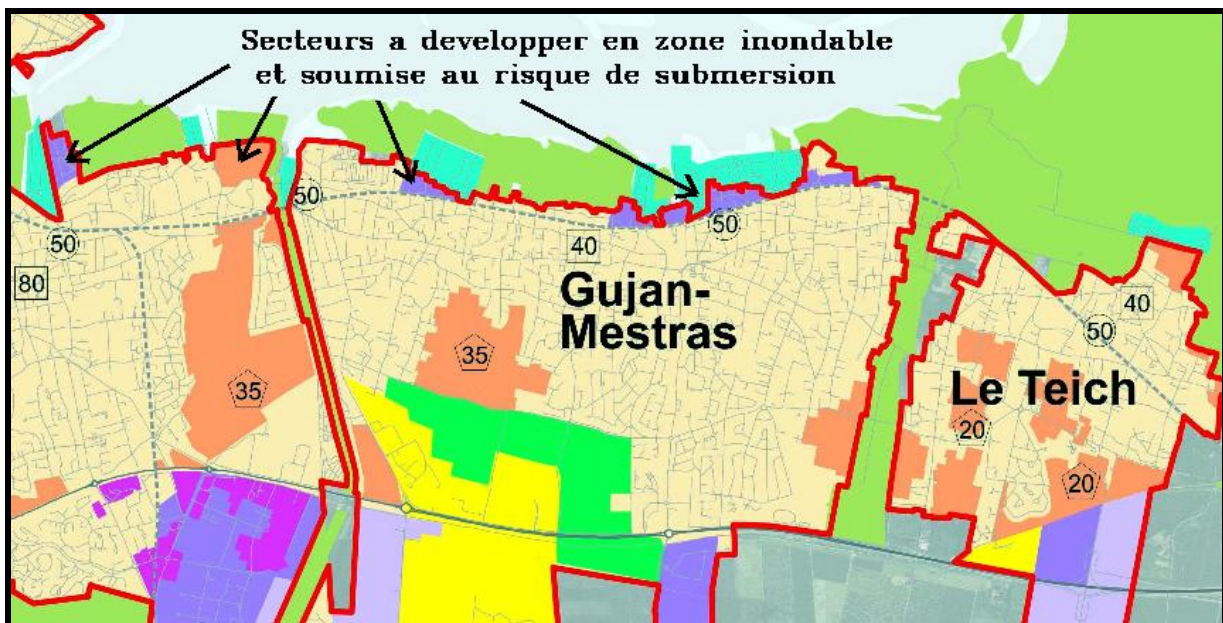 Secteurs a developper en zone inondable
et soumise au risque de submersion
50
50
50
40
80
40
50
Gujan-
Mestras
35
35
Le Teich
20
20